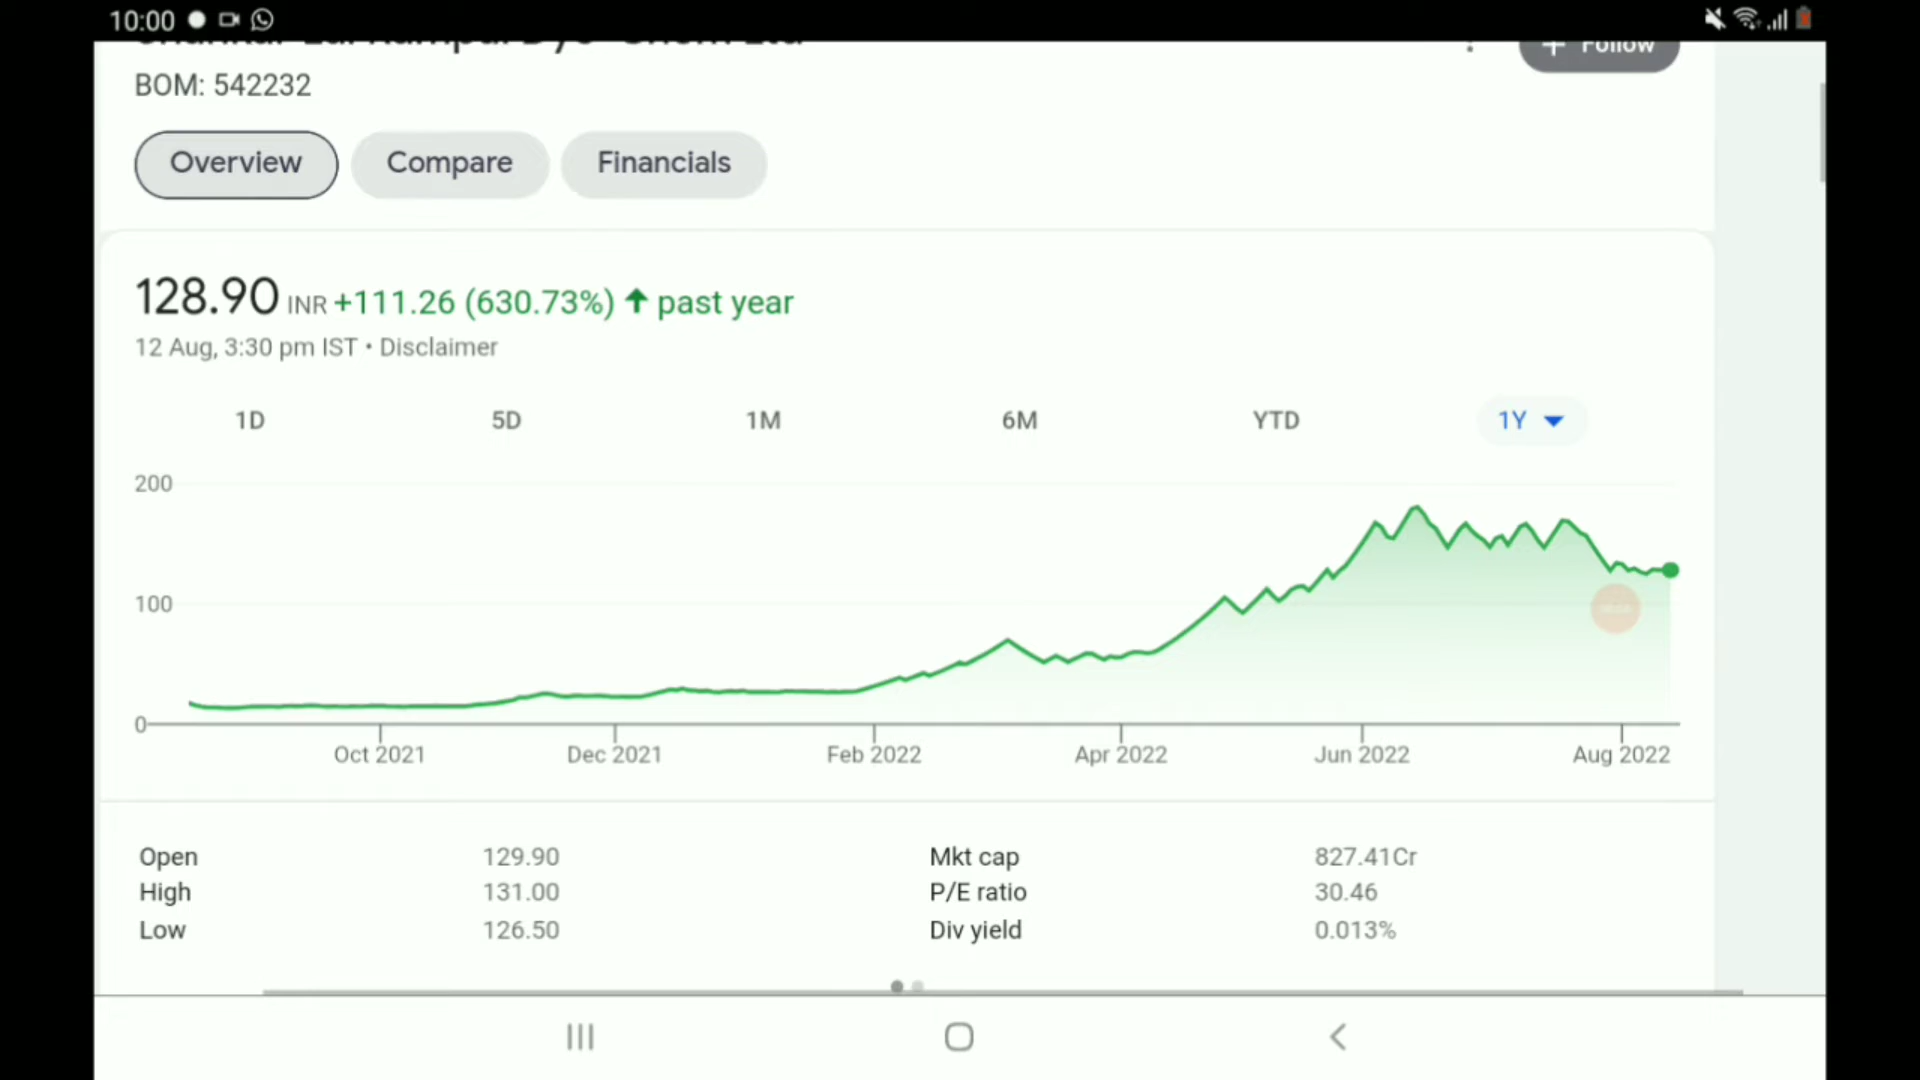 10:00
Follow
BOM: 542232
Overview Compare Financials
128.90 INR +111.26 (630.73%) ↑ past year
12 Aug, 3:30 pm IST • Disclaimer
1D 5D 1M 6M YTD 1Y
200
100
0
Oct 2021 Dec 2021 Feb 2022 Apr 2022 Jun 2022 Aug 2022
Open 129.90 Mkt cap 827.41Cr
High 131.00 P/E ratio 30.46
Low 126.50 Div yield 0.013%